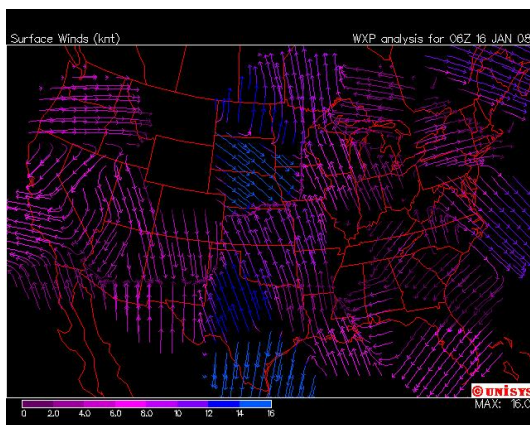 Surface Winds (knt) WXP analysis for 06Z 16 JAN 08
© UNISYS
0 2.0 4.0 6.0 8.0 10 12 14 16 MAX: 16.0